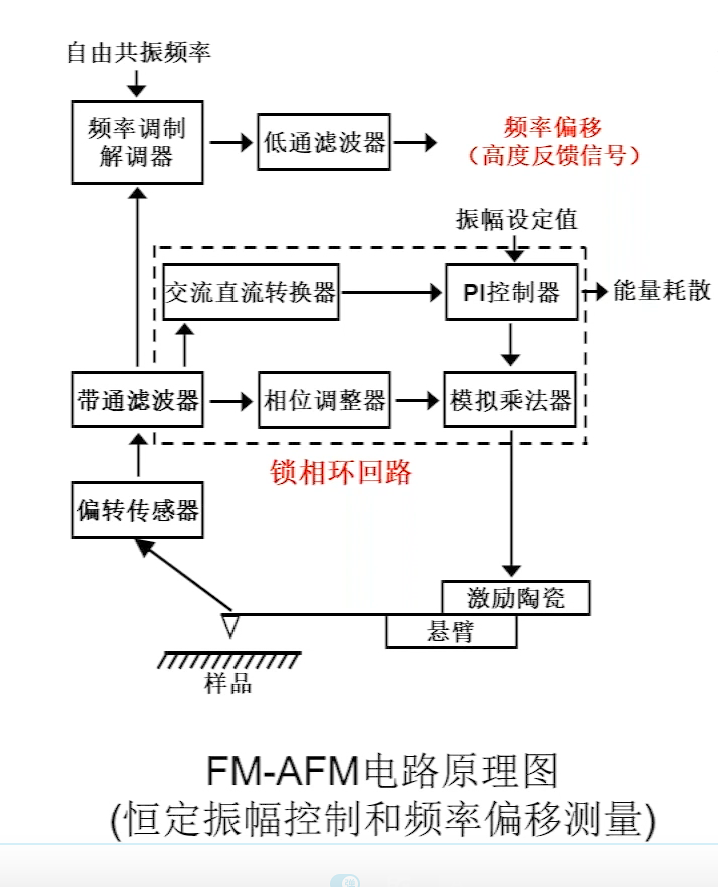 自由共振频率
频率调制
解调器
低通滤波器
频率偏移
（高度反馈信号）
振幅设定值
交流直流转换器
PI控制器
能量耗散
带通滤波器
相位调整器
模拟乘法器
锁相环回路
偏转传感器
激励陶瓷
悬臂
样品
FM-AFM电路原理图
(恒定振幅控制和频率偏移测量)